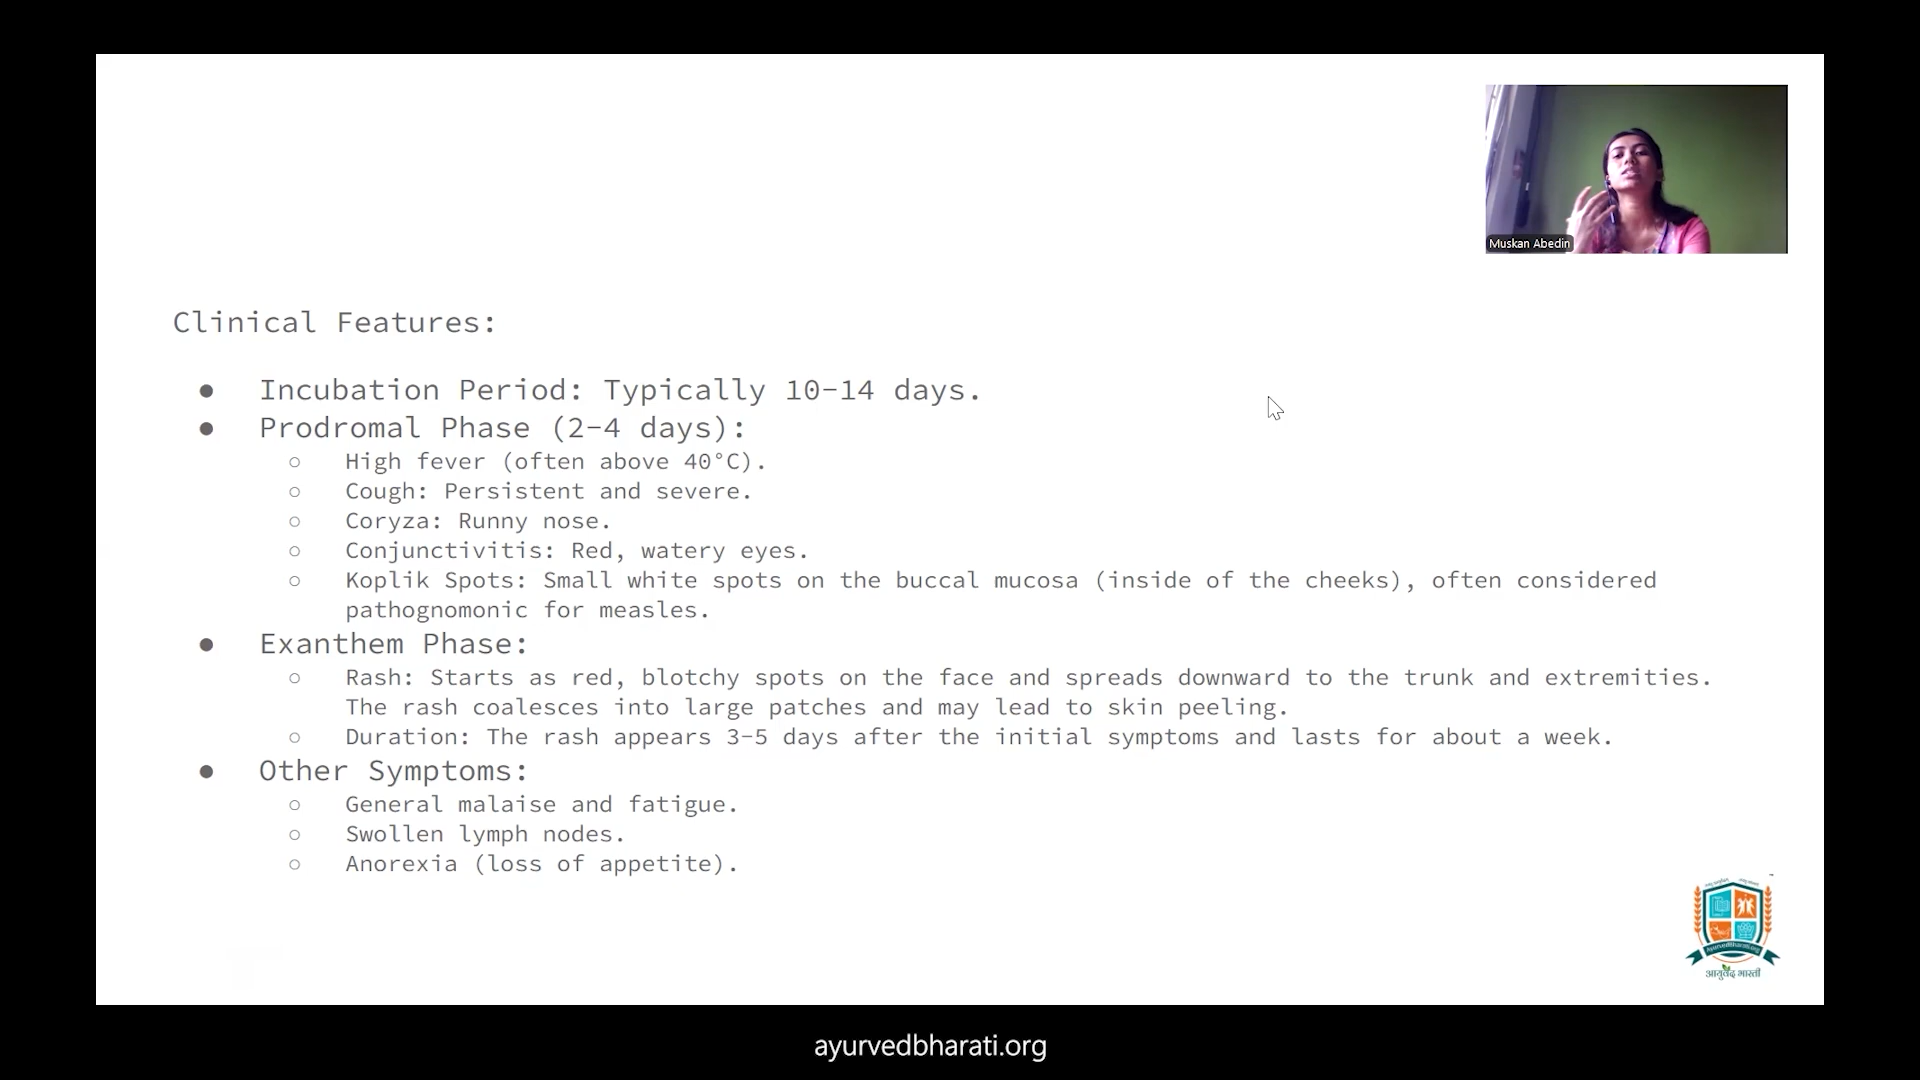 Muskan Abedin
Clinical Features:
● Incubation Period: Typically 10-14 days.
● Prodromal Phase (2-4 days):
○ High fever (often above 40°C).
○ Cough: Persistent and severe.
○ Coryza: Runny nose.
○ Conjunctivitis: Red, watery eyes.
○ Koplik Spots: Small white spots on the buccal mucosa (inside of the cheeks), often considered
pathognomonic for measles.
● Exanthem Phase:
○ Rash: Starts as red, blotchy spots on the face and spreads downward to the trunk and extremities.
The rash coalesces into large patches and may lead to skin peeling.
○ Duration: The rash appears 3-5 days after the initial symptoms and lasts for about a week.
● Other Symptoms:
○ General malaise and fatigue.
○ Swollen lymph nodes.
○ Anorexia (loss of appetite).
आयुर्वेद भारती
ayurvedbharati.org